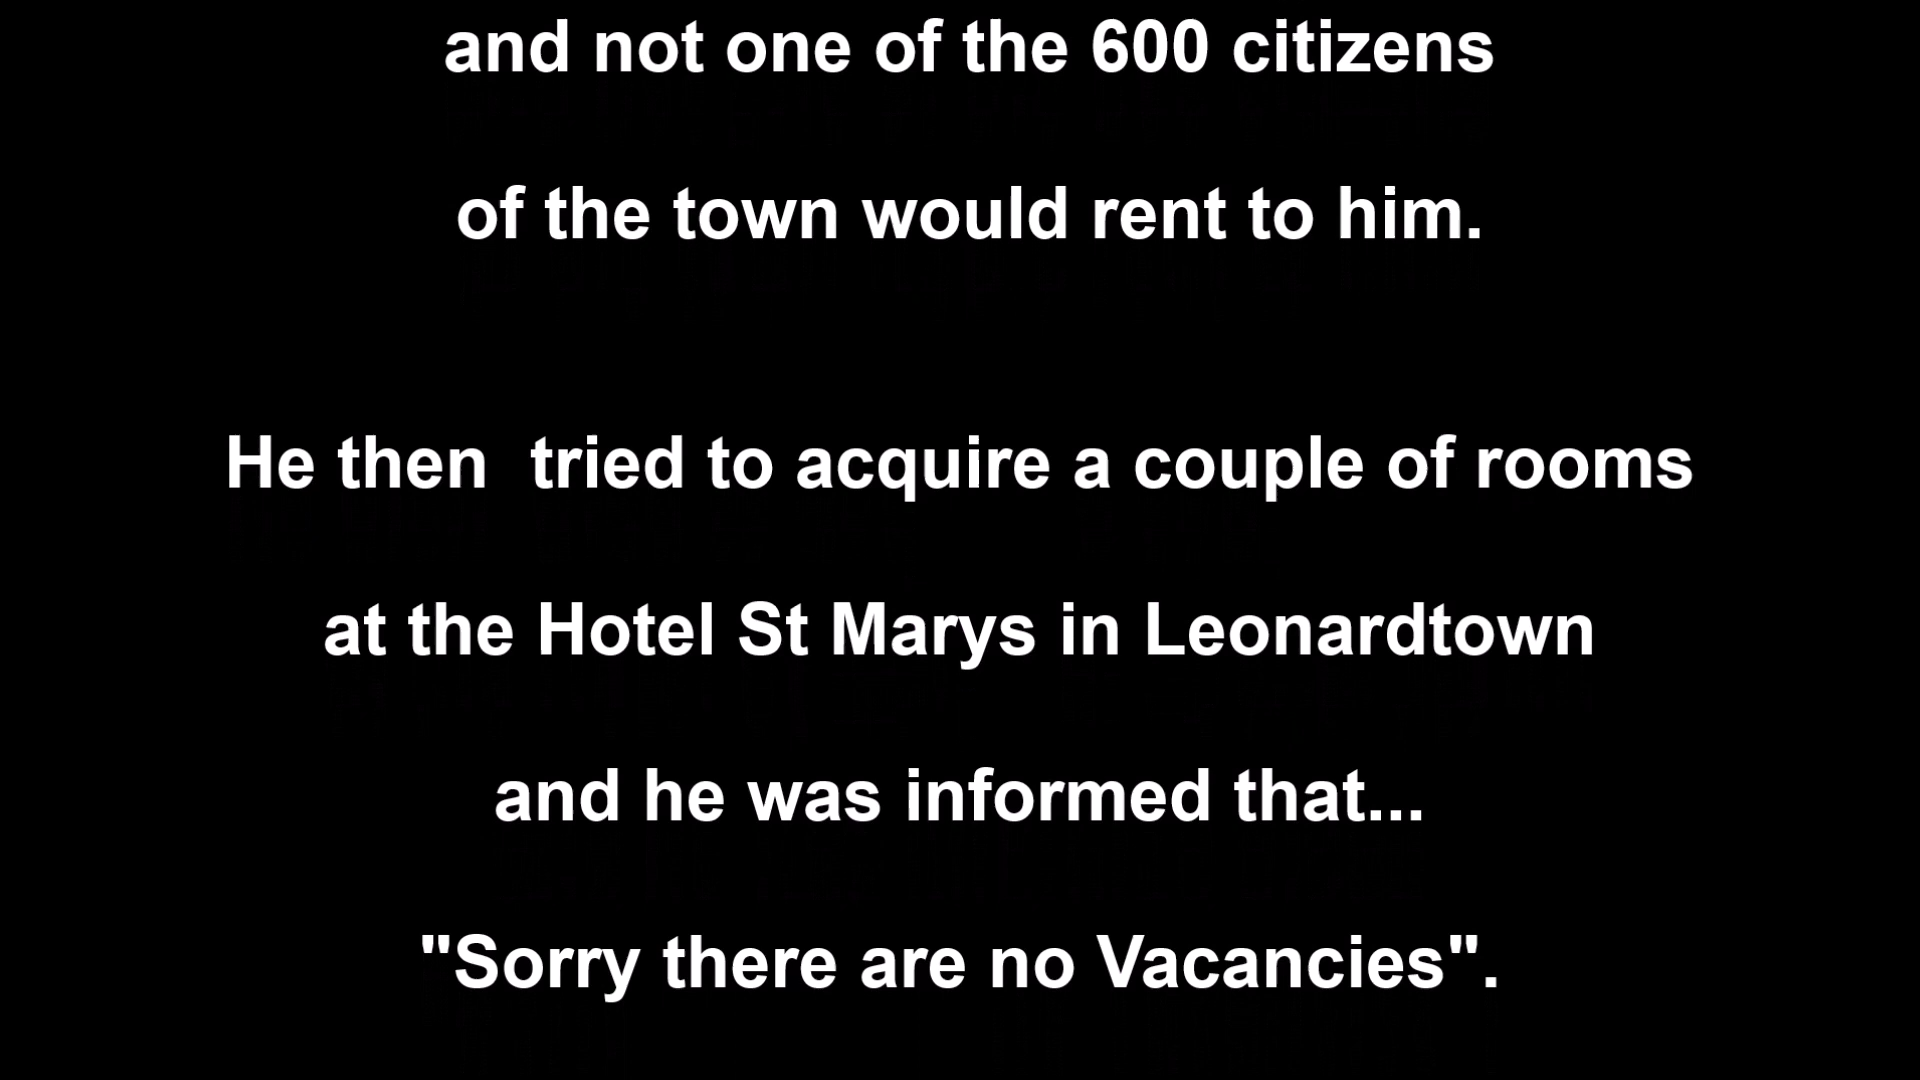 and not one of the 600 citizens
of the town would rent to him.
He then  tried to acquire a couple of rooms
at the Hotel St Marys in Leonardtown
and he was informed that...
"Sorry there are no Vacancies".